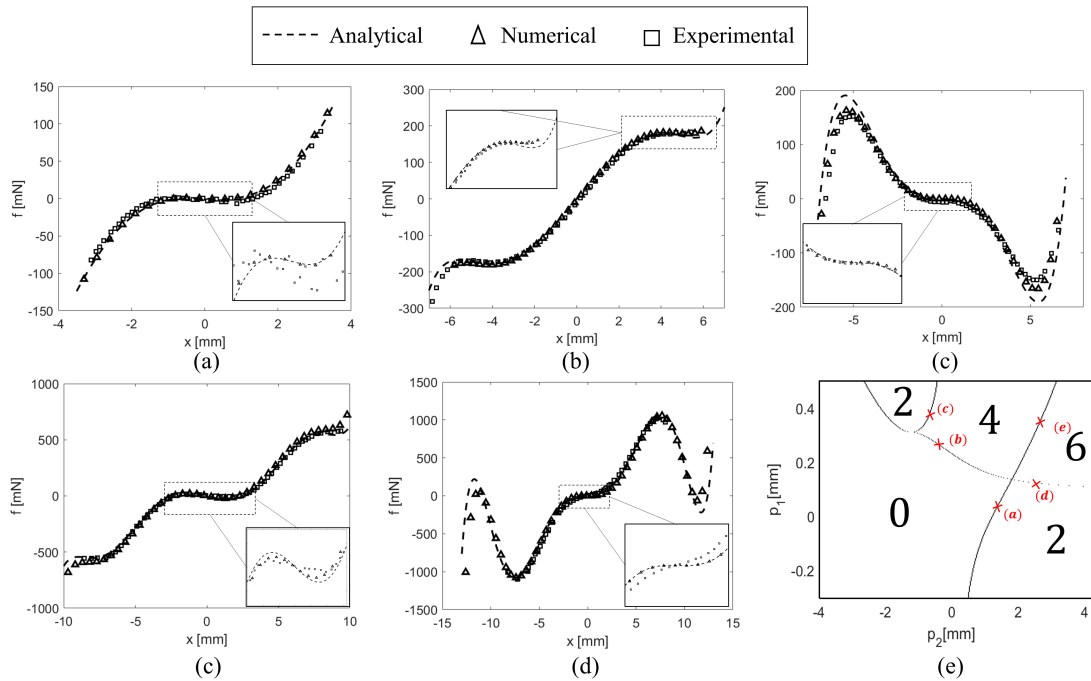 Analytical Numerical Experimental
150
100
50
0
-50
-100
-150
f [mN]
-4 -2 0 2 4
x [mm]
(a)
300
200
100
0
-100
-200
-300
f [mN]
-6 -4 -2 0 2 4 6
x [mm]
(b)
200
100
0
-100
-200
f [mN]
-5 0 5
x [mm]
(c)
1000
500
0
-500
-1000
f [mN]
-10 -5 0 5 10
x [mm]
(c)
1500
1000
500
0
-500
-1000
-1500
f [mN]
-15 -10 -5 0 5 10 15
x [mm]
(d)
0.4
0.2
0
-0.2
p1[mm]
2 (c) 4 (e) 6
(b)
(d)
0 (a) 2
-4 -2 0 2 4
p2[mm]
(e)